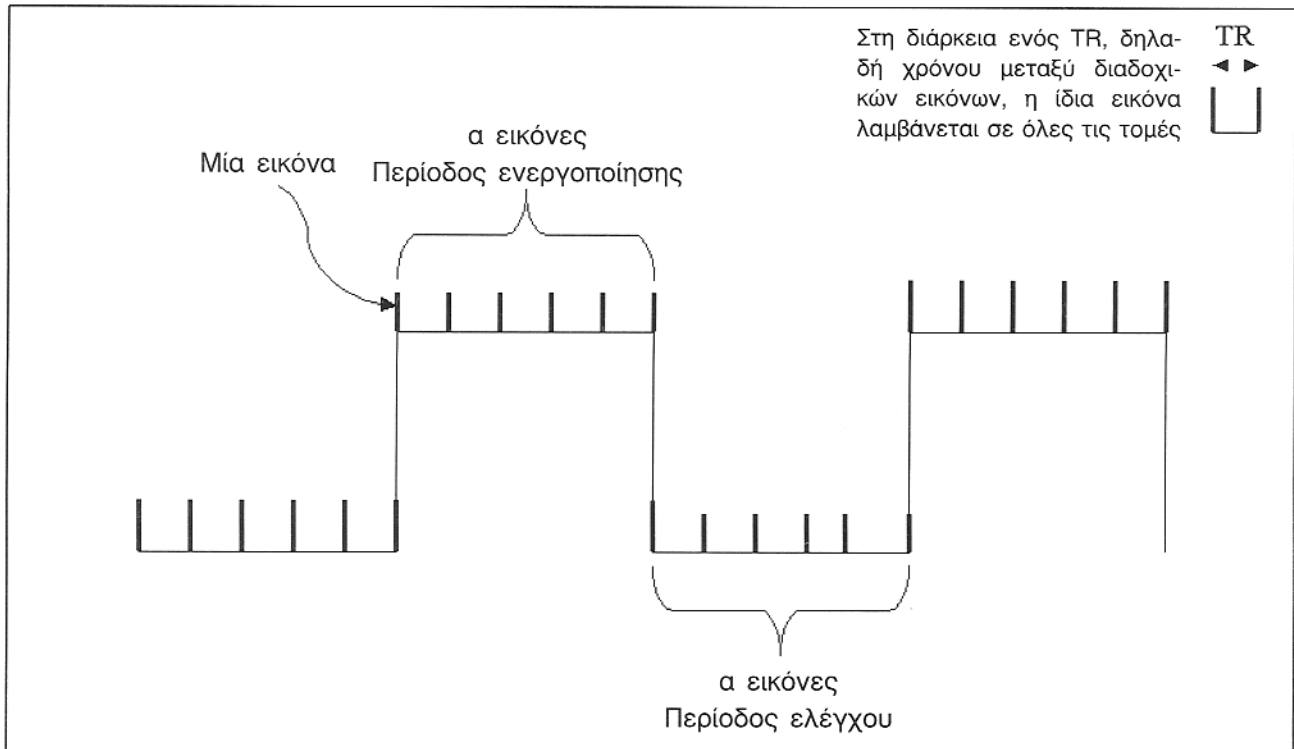 Στη διάρκεια ενός TR, δηλα-
δή χρόνου μεταξύ διαδοχι-
κών εικόνων, η ίδια εικόνα
λαμβάνεται σε όλες τις τομές
TR
α εικόνες
Περίοδος ενεργοποίησης
Μία εικόνα
α εικόνες
Περίοδος ελέγχου